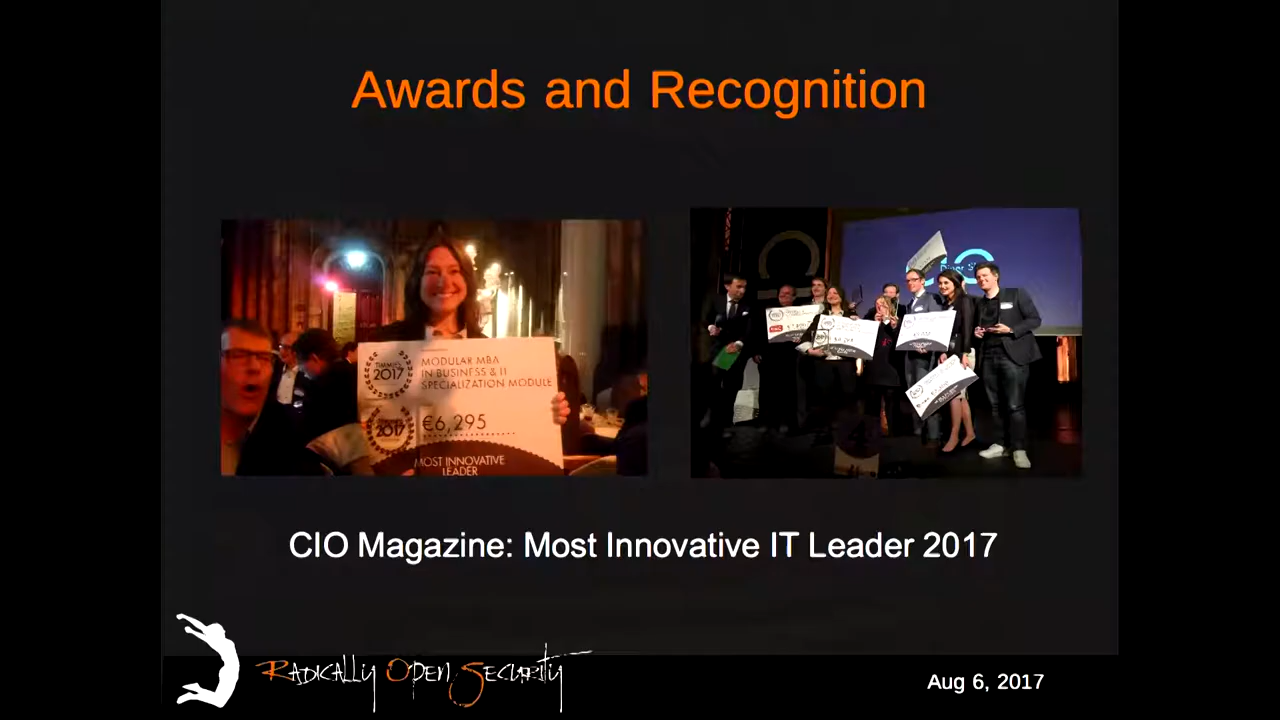 Awards and Recognition
TIMMIES
2017
MODULAR MBA
IN BUSINESS & IT
SPECIALIZATION MODULE
2017
€6,295
MOST INNOVATIVE
LEADER
CIO Magazine: Most Innovative IT Leader 2017
Radically Open Security
Aug 6, 2017